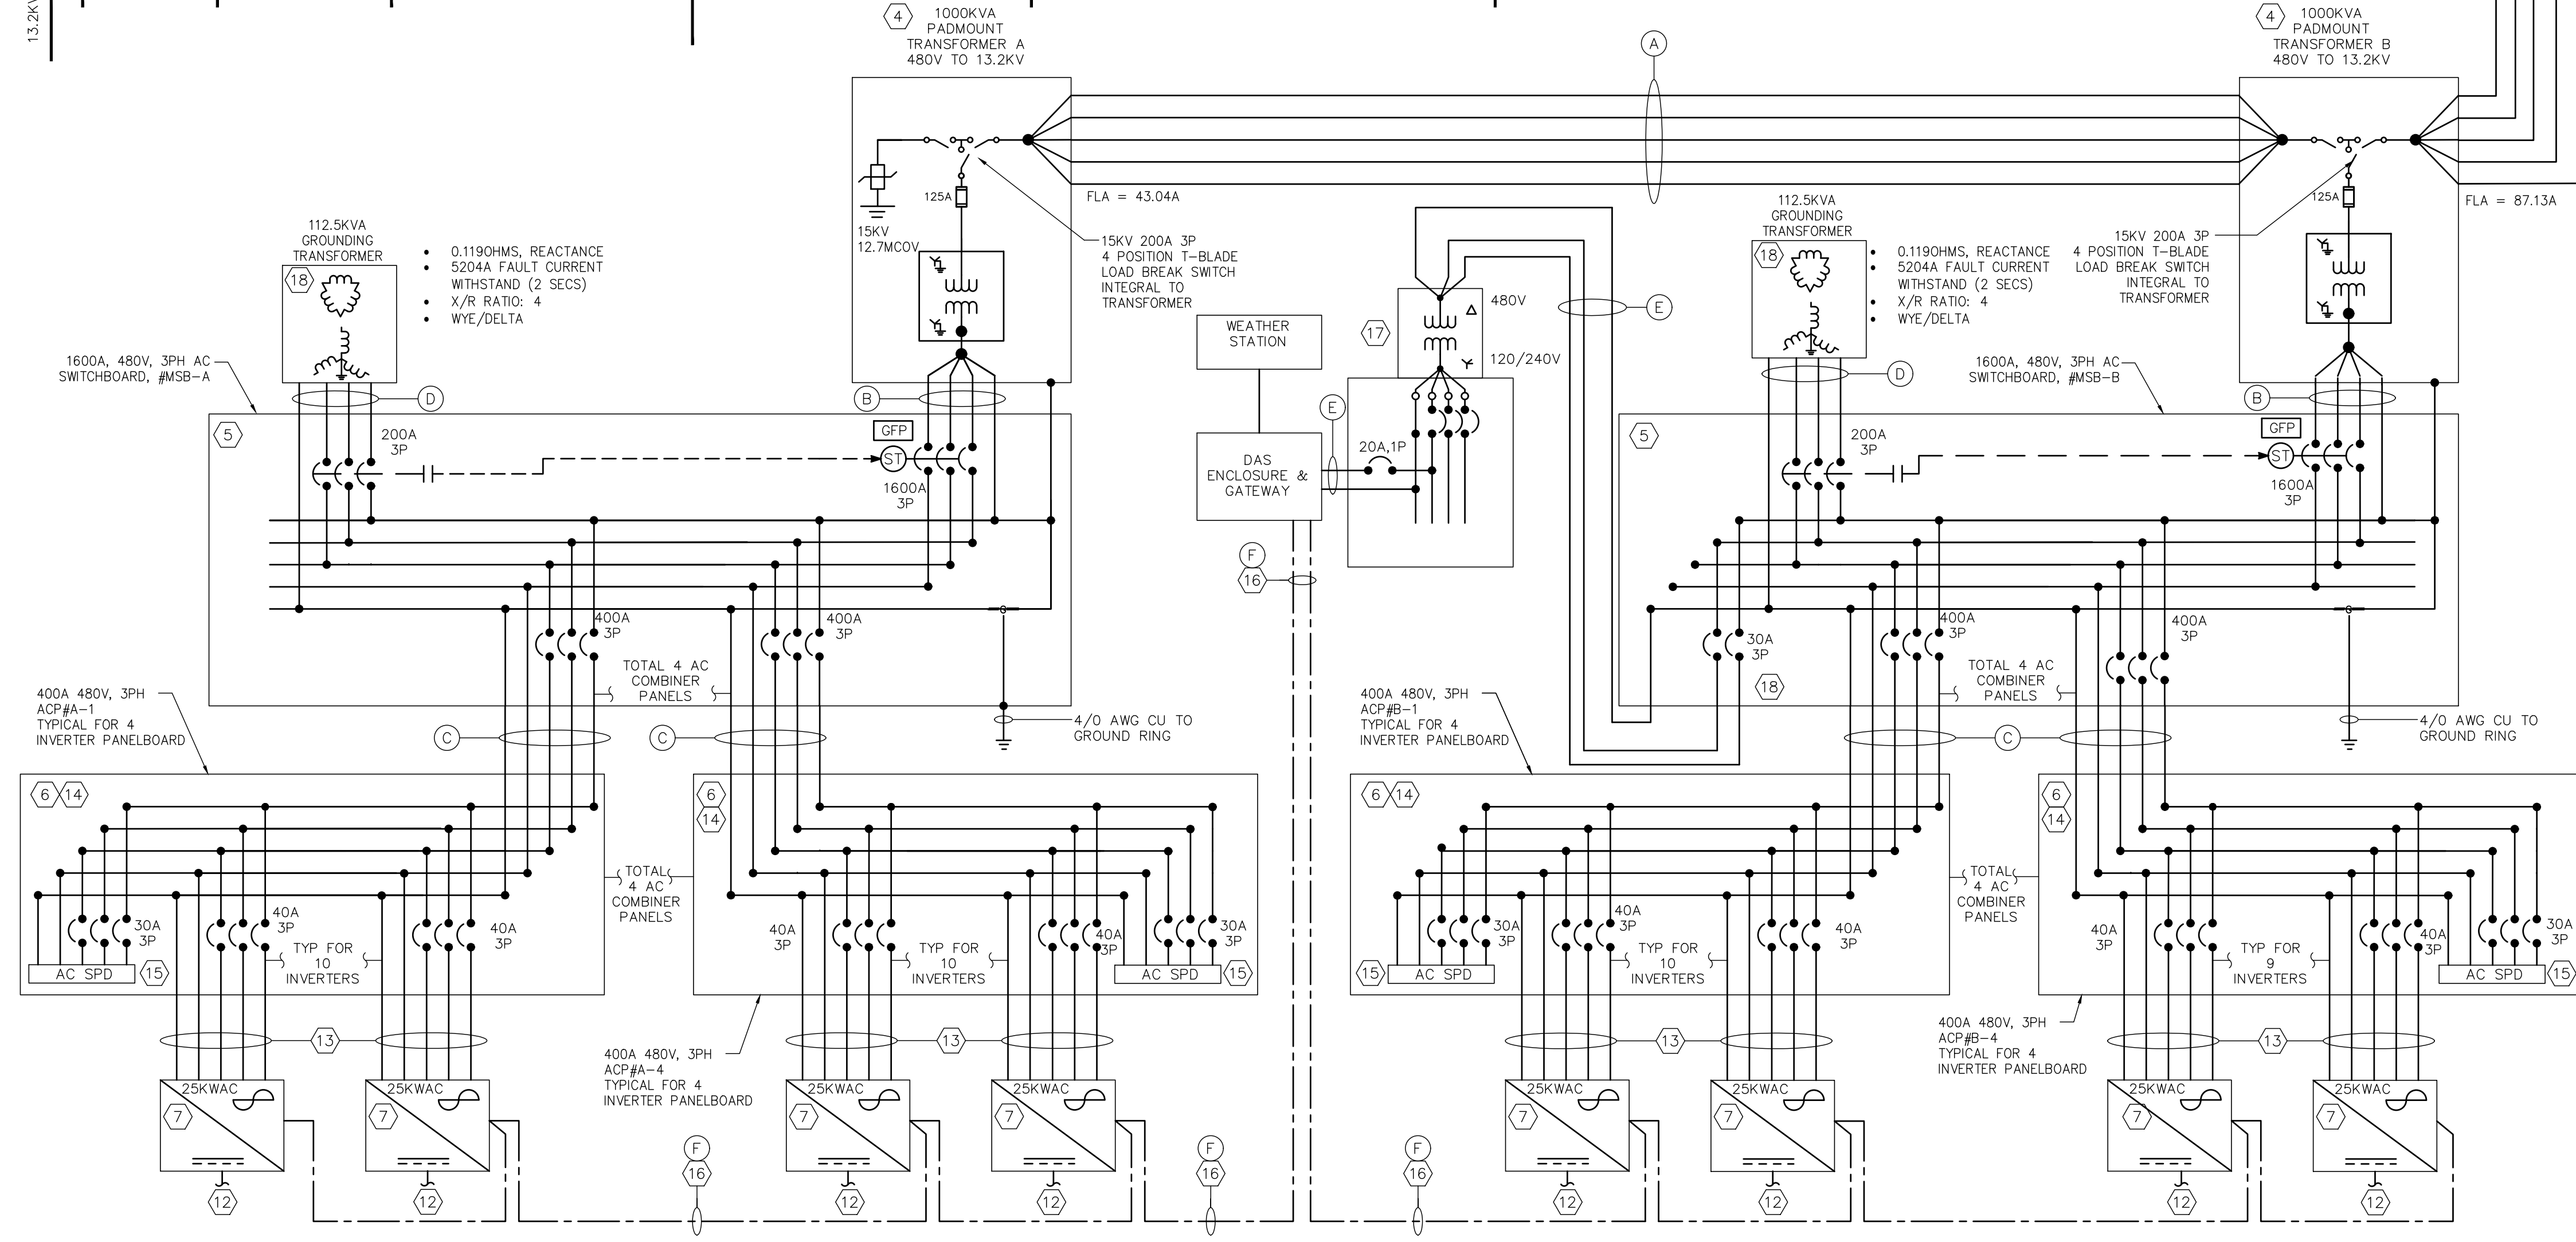 13.2KV
4
1000KVA
PADMOUNT
TRANSFORMER A
480V TO 13.2KV
A
4
1000KVA
PADMOUNT
TRANSFORMER B
480V TO 13.2KV
125A
15KV
12.7MCOV
FLA = 43.04A
15KV 200A 3P
4 POSITION T-BLADE
LOAD BREAK SWITCH
INTEGRAL TO
TRANSFORMER
125A
FLA = 87.13A
15KV 200A 3P
4 POSITION T-BLADE
LOAD BREAK SWITCH
INTEGRAL TO
TRANSFORMER
112.5KVA
GROUNDING
TRANSFORMER
18
• 0.119OHMS, REACTANCE
• 5204A FAULT CURRENT
WITHSTAND (2 SECS)
• X/R RATIO: 4
• WYE/DELTA
112.5KVA
GROUNDING
TRANSFORMER
18
• 0.119OHMS, REACTANCE
• 5204A FAULT CURRENT
WITHSTAND (2 SECS)
• X/R RATIO: 4
• WYE/DELTA
WEATHER
STATION
17
480V
120/240V
E
1600A, 480V, 3PH AC
SWITCHBOARD, #MSB-A
D
B
5
200A
3P
GFP
ST
1600A
3P
E
20A,1P
DAS
ENCLOSURE &
GATEWAY
F
16
1600A, 480V, 3PH AC
SWITCHBOARD, #MSB-B
D
B
5
200A
3P
GFP
ST
1600A
3P
G
400A
3P
400A
3P
TOTAL 4 AC
COMBINER
PANELS
4/O AWG CU TO
GROUND RING
G
30A
3P
18
400A
3P
400A
3P
TOTAL 4 AC
COMBINER
PANELS
4/O AWG CU TO
GROUND RING
400A 480V, 3PH
ACP#A-1
TYPICAL FOR 4
INVERTER PANELBOARD
C
C
400A 480V, 3PH
ACP#B-1
TYPICAL FOR 4
INVERTER PANELBOARD
C
6
14
30A
3P
40A
3P
TYP FOR
10
INVERTERS
40A
3P
AC SPD
15
TOTAL
4 AC
COMBINER
PANELS
6
14
40A
3P
TYP FOR
10
INVERTERS
40A
3P
30A
3P
AC SPD
15
6
14
30A
3P
40A
3P
TYP FOR
10
INVERTERS
40A
3P
15
AC SPD
TOTAL
4 AC
COMBINER
PANELS
6
14
40A
3P
TYP FOR
9
INVERTERS
40A
3P
30A
3P
AC SPD
15
13
13
13
13
400A 480V, 3PH
ACP#A-4
TYPICAL FOR 4
INVERTER PANELBOARD
400A 480V, 3PH
ACP#B-4
TYPICAL FOR 4
INVERTER PANELBOARD
25KWAC
7
25KWAC
7
25KWAC
7
25KWAC
7
25KWAC
7
25KWAC
7
25KWAC
7
25KWAC
7
F
16
F
16
F
16
12
12
12
12
12
12
12
12